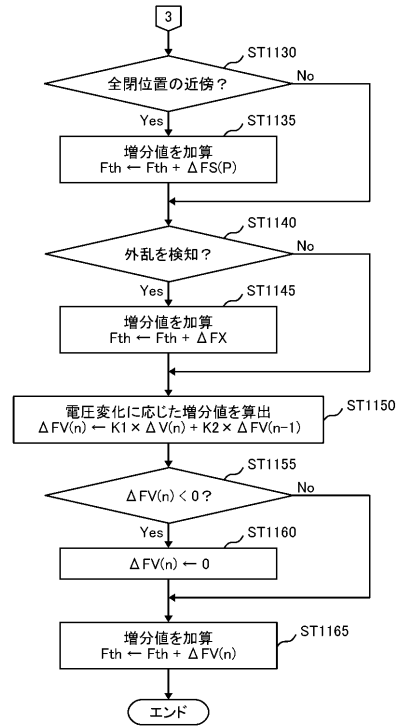 3
ST1130
全閉位置の近傍？
No
Yes
ST1135
増分値を加算
Fth ← Fth + ΔFS(P)
ST1140
外乱を検知？
No
Yes
ST1145
増分値を加算
Fth ← Fth + ΔFX
ST1150
電圧変化に応じた増分値を算出
ΔFV(n) ← K1×ΔV(n) + K2×ΔFV(n-1)
ST1155
ΔFV(n) < 0？
No
Yes
ST1160
ΔFV(n) ← 0
ST1165
増分値を加算
Fth ← Fth + ΔFV(n)
エンド